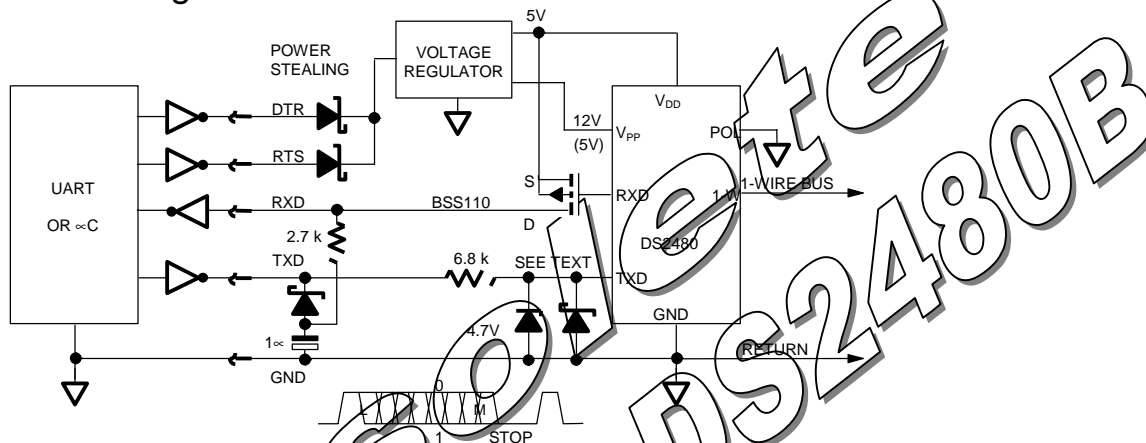 5V
POWER
STEALING
VOLTAGE
REGULATOR
VDD
DTR
12V
(5V)
VPP
POL
RTS
UART
OR ∝C
S
RXD
1-W
1-WIRE BUS
RXD
BSS110
D
2.7 k
DS2480
TXD
6.8 k
SEE TEXT
TXD
GND
4.7V
1∝
RETURN
GND
0
L
M
1
STOP
ete
DS2480B